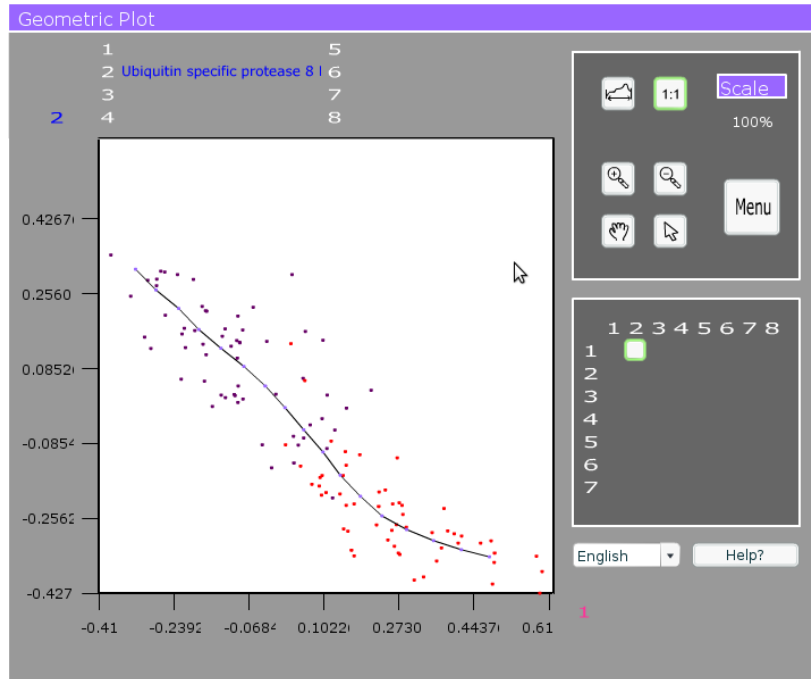 Geometric Plot
1 5
2 Ubiquitin specific protease 8 6
3 7
2 4 8
Scale
1:1
100%
Menu
0.4267
0.2560
0.0852
-0.0854
-0.2562
-0.427
-0.41 -0.2392 -0.0684 0.1022 0.2730 0.4437 0.61
1 2 3 4 5 6 7 8
1
2
3
4
5
6
7
English Help?
1